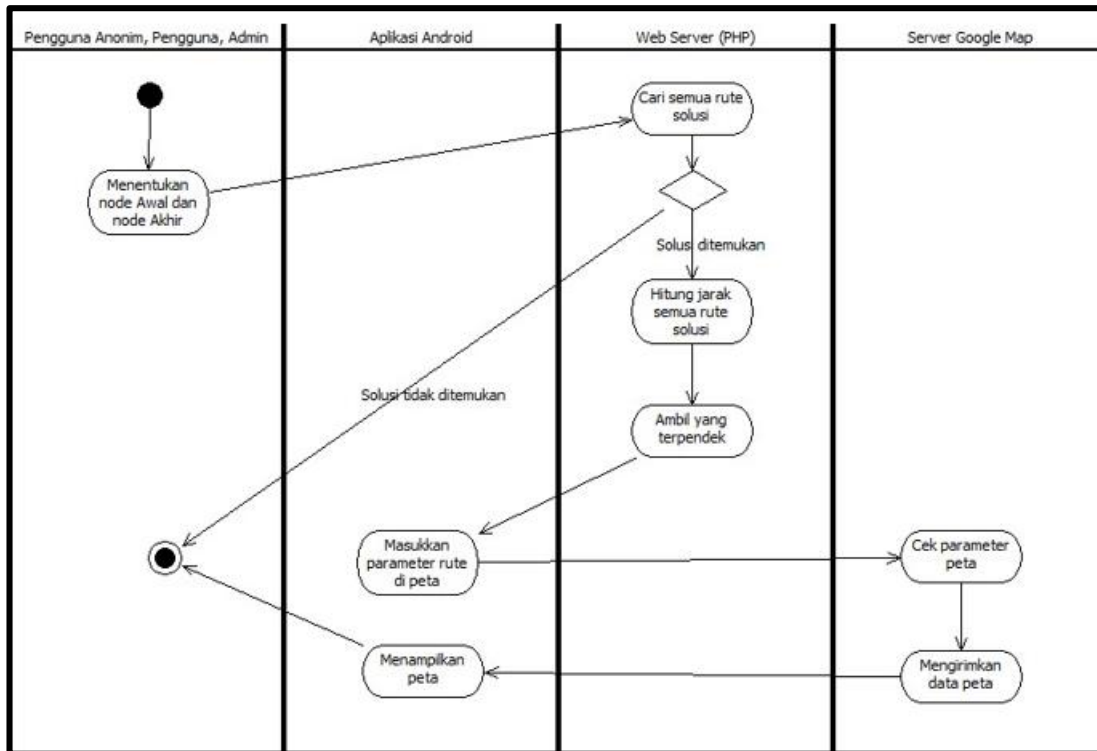 Pengguna Anonim, Pengguna, Admin
Aplikasi Android
Web Server (PHP)
Server Google Map
Cari semua rute
solusi
Menentukan
node Awal dan
node Akhir
Solusi ditemukan
Hitung jarak
semua rute
solusi
Solusi tidak ditemukan
Ambil yang
terpendek
Masukkan
parameter rute
di peta
Cek parameter
peta
Menampilkan
peta
Mengirimkan
data peta